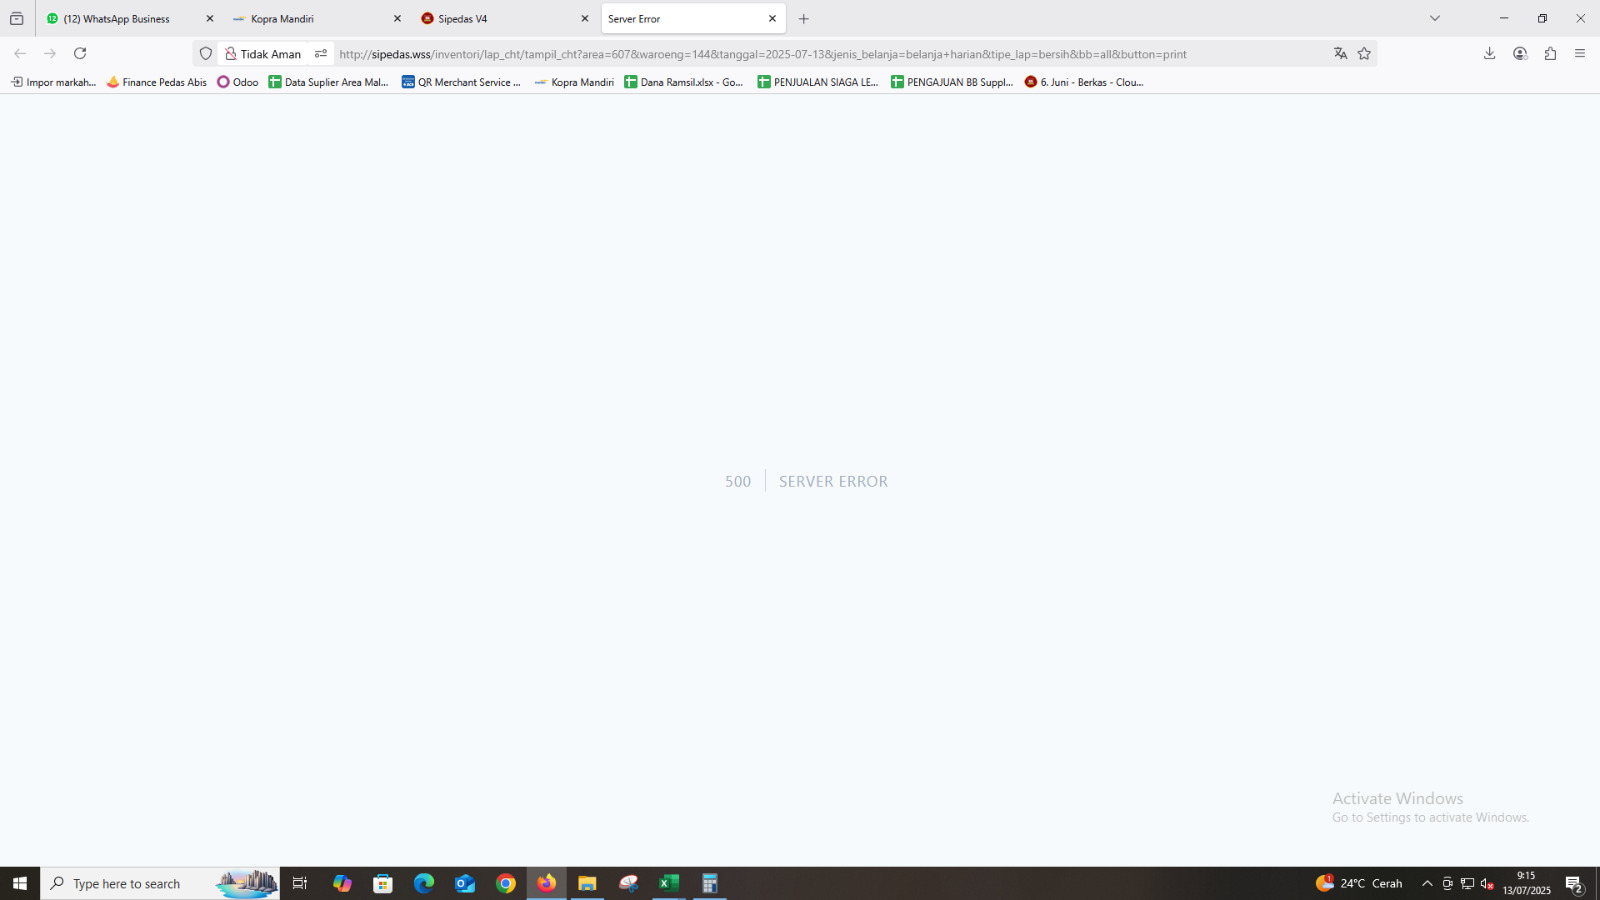 (12) WhatsApp Business
Kopra Mandiri
Sipedas V4
Server Error
Tidak Aman
http://sipedas.wss/inventori/lap_cht/tampil_cht?area=607&waroeng=144&tanggal=2025-07-13&jenis_belanja=belanja+harian&tipe_lap=bersih&bb=all&button=print
Impor markah...
Finance Pedas Abis
Odoo
Data Suplier Area Mal...
QR Merchant Service ...
Kopra Mandiri
Dana Ramsil.xlsx - Go...
PENJUALAN SIAGA LE...
PENGAJUAN BB Suppl...
6. Juni - Berkas - Clou...
500
SERVER ERROR
Activate Windows
Go to Settings to activate Windows.
Type here to search
1
24°C Cerah
9:15
13/07/2025
2